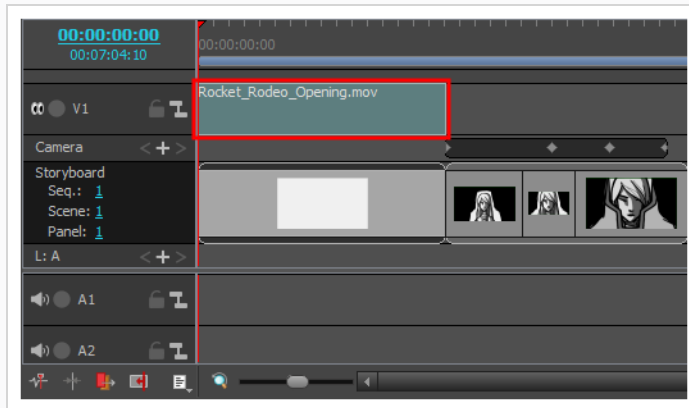 00:00:00:00
00:07:04:10
00:00:00:00
V1
Rocket_Rodeo_Opening.mov
Camera
Storyboard
Seq.: 1
Scene: 1
Panel: 1
L: A
A1
A2